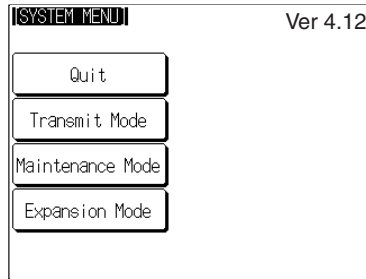 [SYSTEM MENU]
Ver 4.12
Quit
Transmit Mode
Maintenance Mode
Expansion Mode